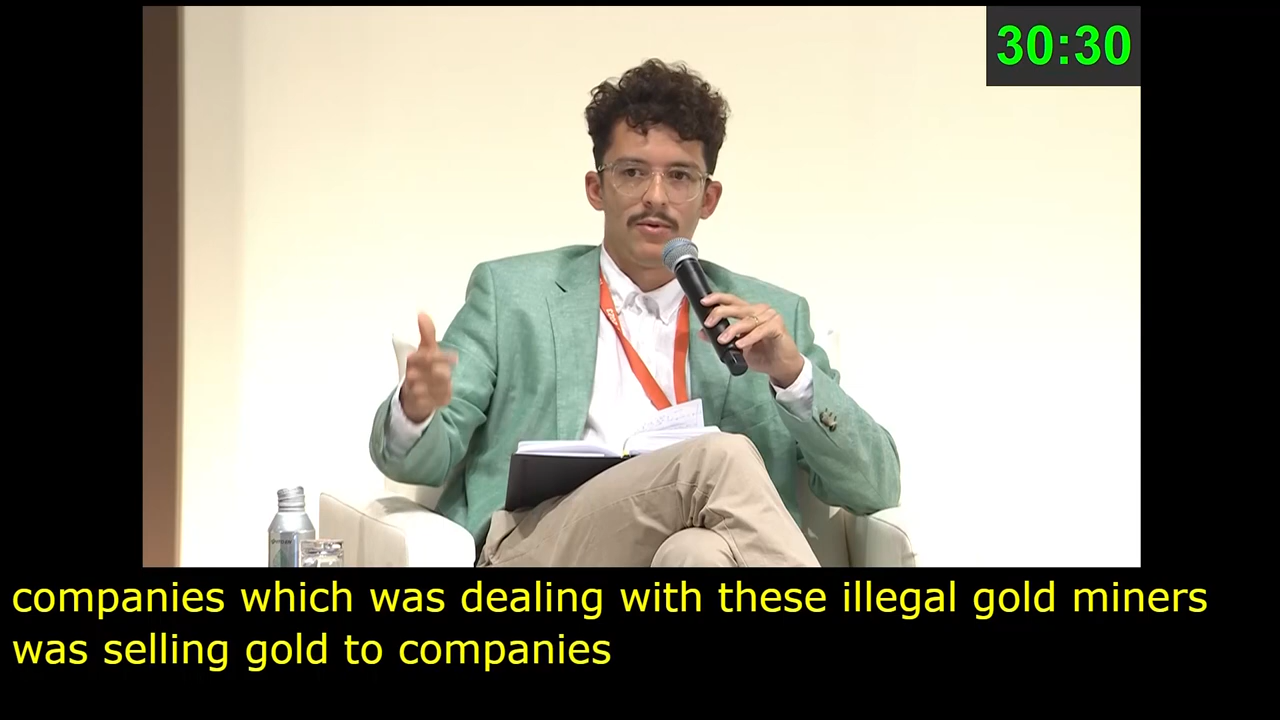 30:30
companies which was dealing with these illegal gold miners
was selling gold to companies